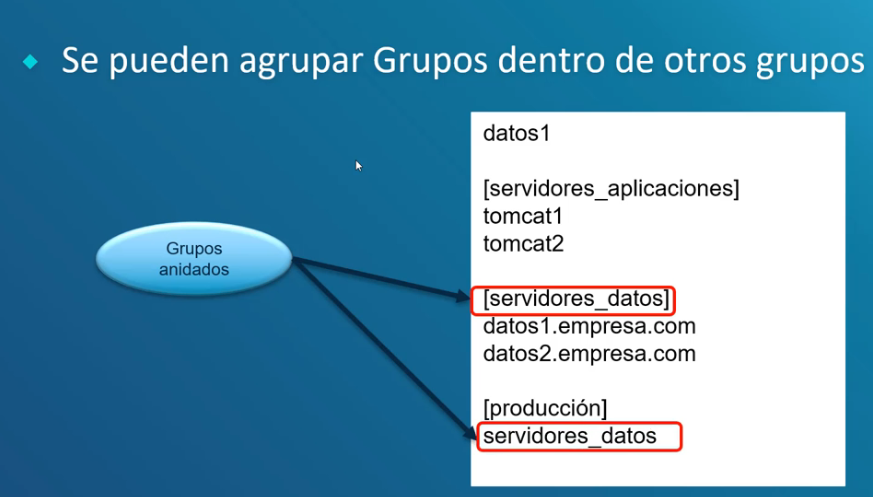 Se pueden agrupar Grupos dentro de otros grupos
datos1
[servidores_aplicaciones]
tomcat1
tomcat2
Grupos
anidados
[servidores_datos]
datos1.empresa.com
datos2.empresa.com
[producción]
servidores_datos